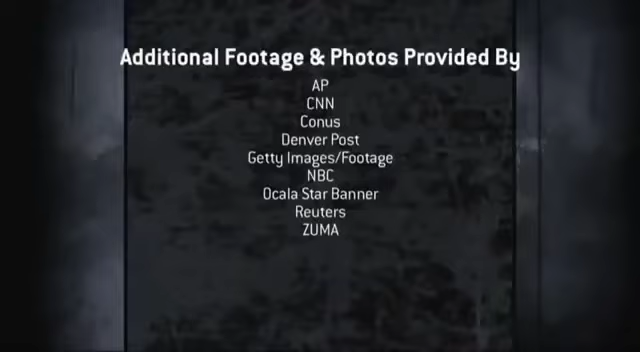 Additional Footage & Photos Provided By
AP
CNN
Conus
Denver Post
Getty Images/Footage
NBC
Ocala Star Banner
Reuters
ZUMA